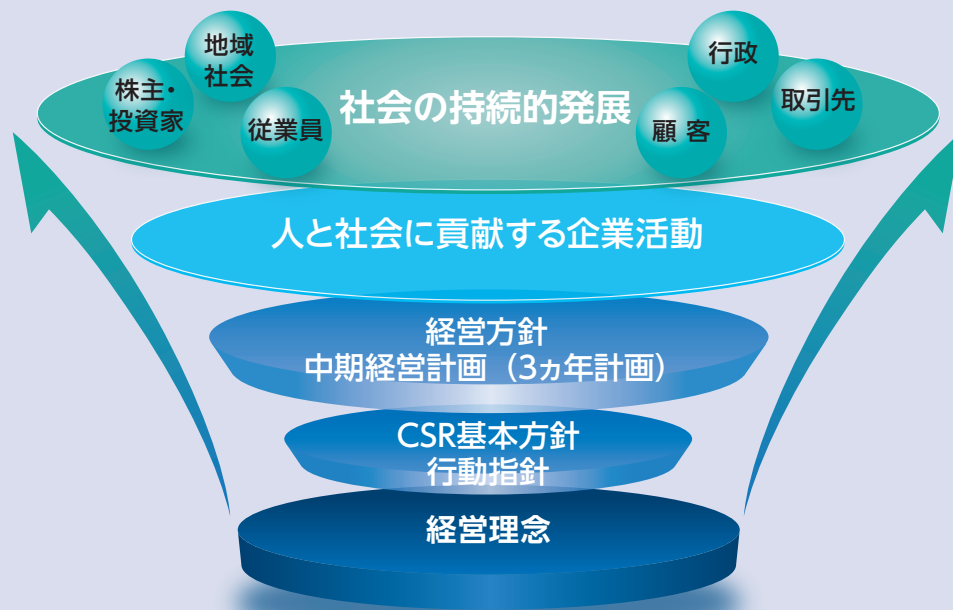 地域
社会
株主・
投資家
従業員
社会の持続的発展
行政
取引先
顧 客
人と社会に貢献する企業活動
経営方針
中期経営計画（3ヵ年計画）
CSR基本方針
行動指針
経営理念